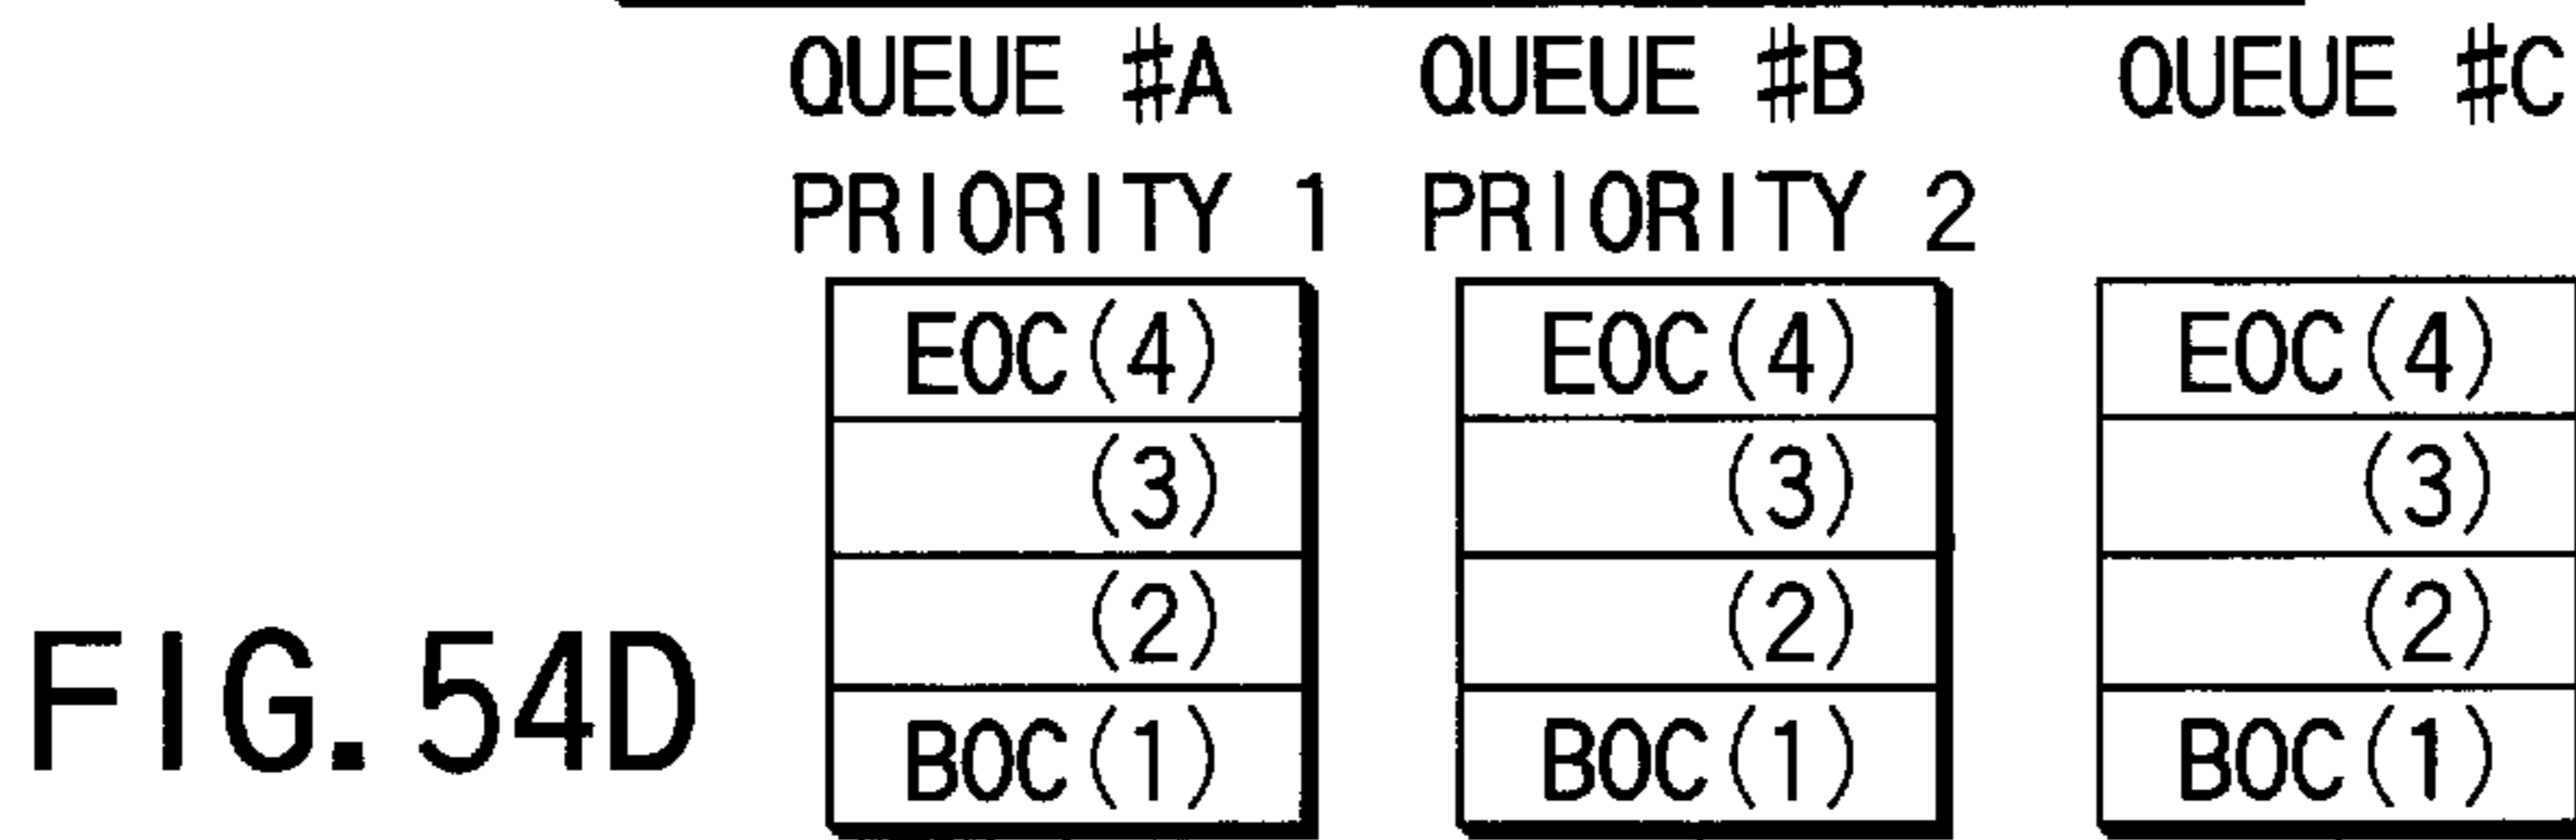 QUEUE #A QUEUE #B QUEUE #C
PRIORITY 1 PRIORITY 2
EOC(4) EOC(4) EOC(4)
(3) (3) (3)
(2) (2) (2)
BOC(1) BOC(1) BOC(1)
FIG.54D